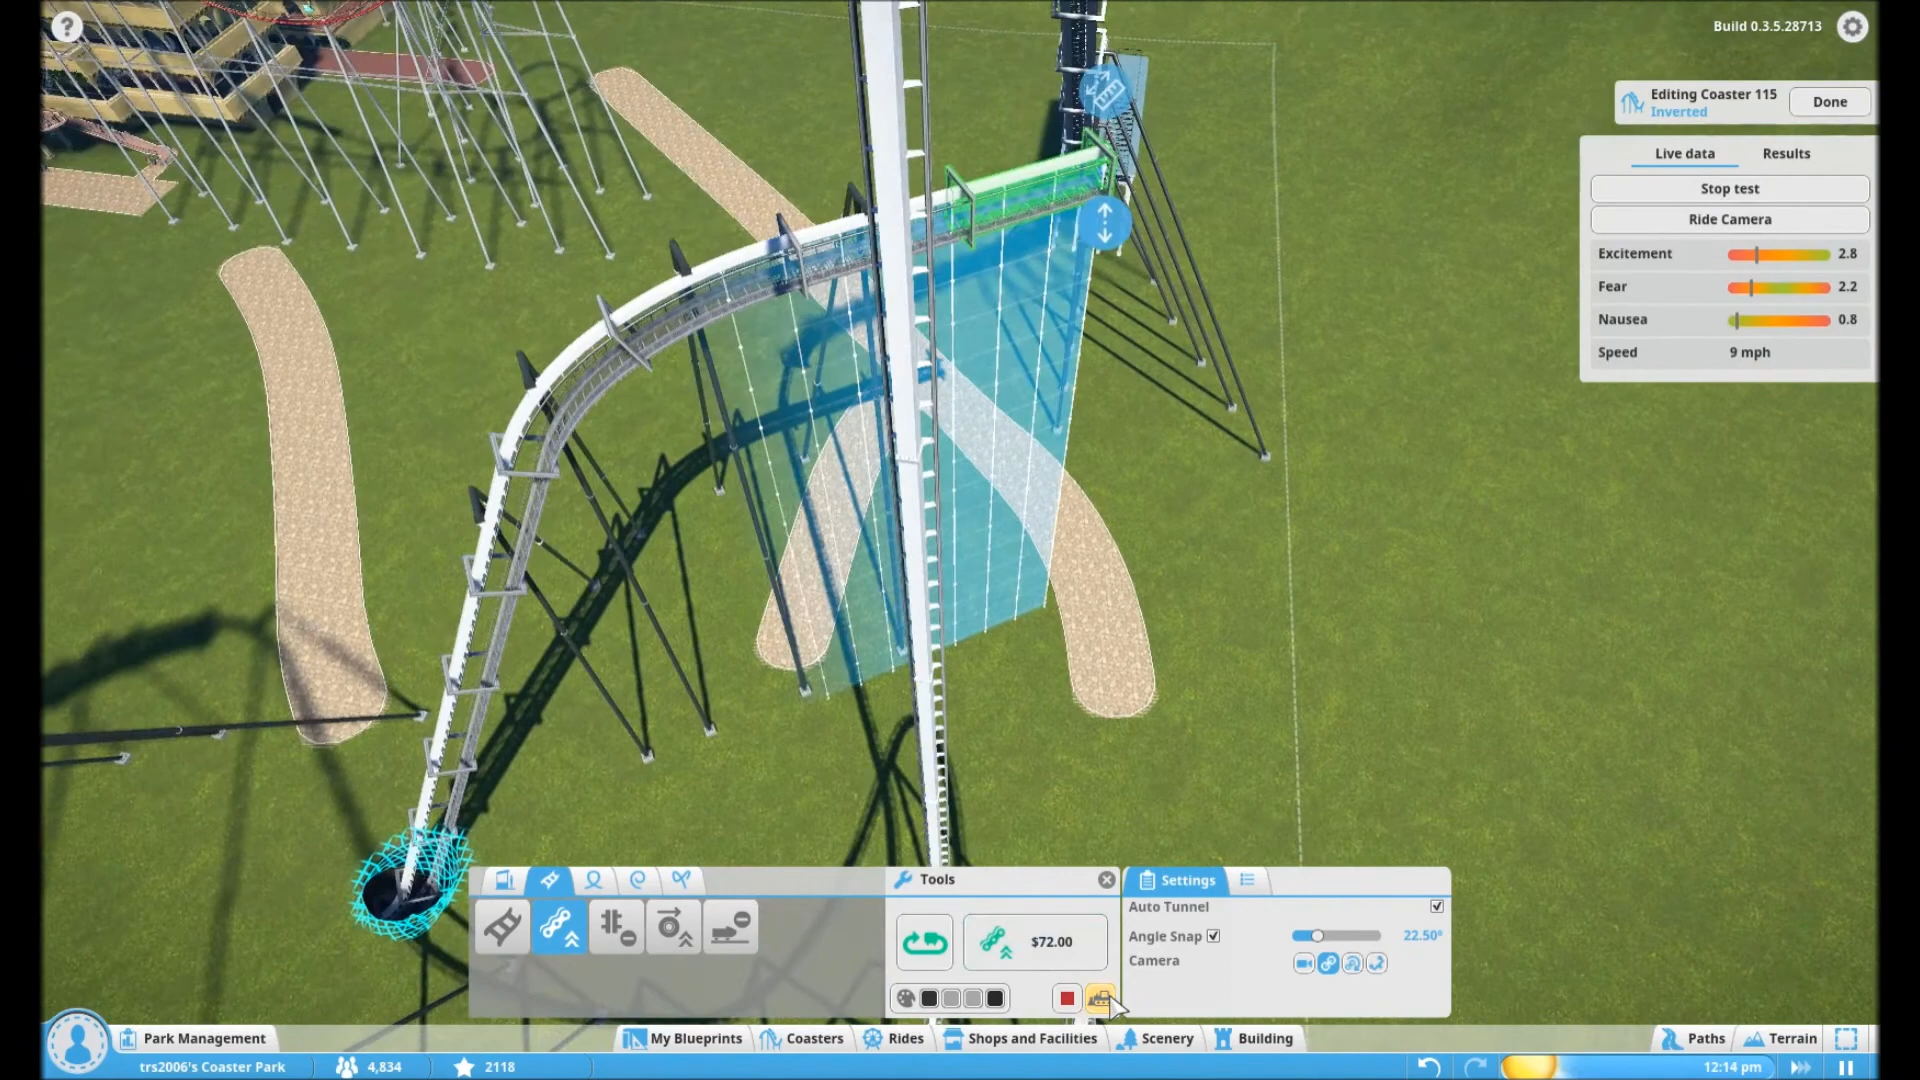 ?
Build 0.3.5.28713
Editing Coaster 115
Inverted
Done
Live data
Results
Stop test
Ride Camera
Excitement 2.8
Fear 2.2
Nausea 0.8
Speed 9 mph
Tools
Settings
Auto Tunnel
$72.00
Angle Snap 22.50°
Camera
Park Management
My Blueprints
Coasters
Rides
Shops and Facilities
Scenery
Building
Paths
Terrain
trs2006's Coaster Park
4,834
2118
12:14 pm